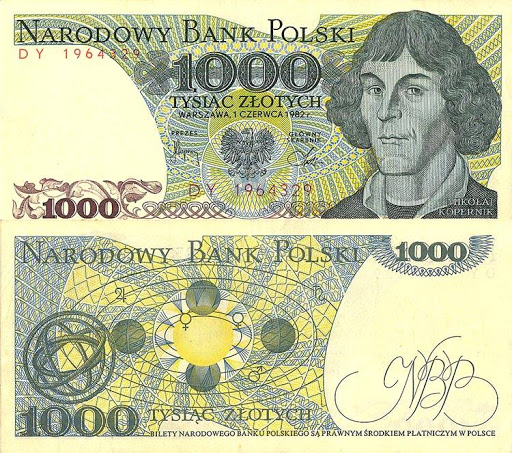 NARODOWY BANK POLSKI
DY 1964329
1000
TYSIĄC ZŁOTYCH
WARSZAWA, 1 CZERWCA 1982 r.
PREZES
GŁÓWNY SKARBNIK
DY 1964329
1000
MIKOŁAJ
KOPERNIK
NARODOWY BANK POLSKI
1000
NBP
1000
TYSIĄC ZŁOTYCH
BILETY NARODOWEGO BANKU POLSKIEGO SĄ PRAWNYM ŚRODKIEM PŁATNICZYM W POLSCE